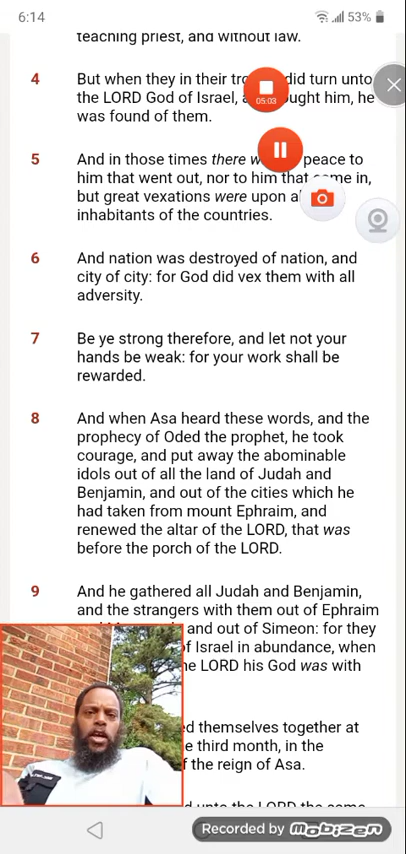 6:14 53%
teaching priest, and without law.
4 But when they in their did turn unto
the LORD God of Israel, him, he
was found of them.
05:03
5 And in those times there peace to
him that went out, nor to him that in,
but great vexations were upon
inhabitants of the countries.
6 And nation was destroyed of nation, and
city of city: for God did vex them with all
adversity.
7 Be ye strong therefore, and let not your
hands be weak: for your work shall be
rewarded.
8 And when Asa heard these words, and the
prophecy of Oded the prophet, he took
courage, and put away the abominable
idols out of all the land of Judah and
Benjamin, and out of the cities which he
had taken from mount Ephraim, and
renewed the altar of the LORD, that was
before the porch of the LORD.
9 And he gathered all Judah and Benjamin,
and the strangers with them out of Ephraim
and out of Simeon: for they
of Israel in abundance, when
the LORD his God was with
themselves together at
the third month, in the
of the reign of Asa.
unto the LORD the same
Recorded by mobizen